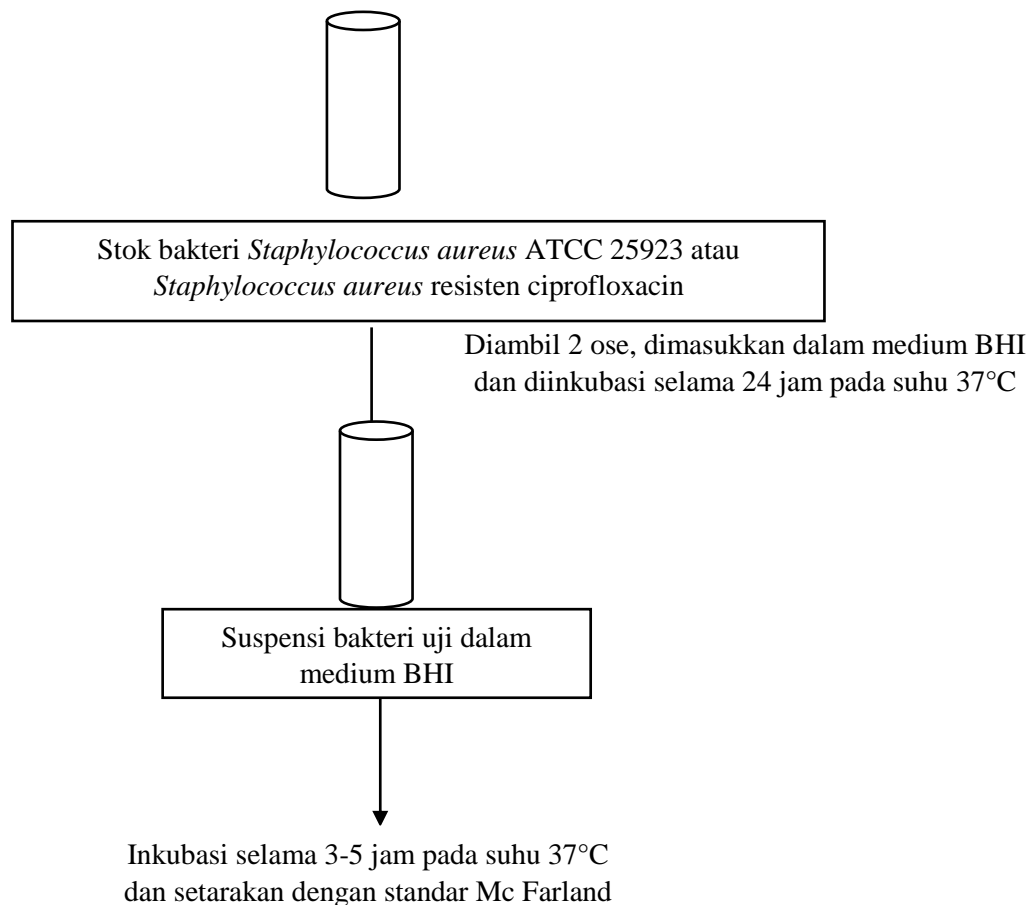 Stok bakteri Staphylococcus aureus ATCC 25923 atau
Staphylococcus aureus resisten ciprofloxacin
Diambil 2 ose, dimasukkan dalam medium BHI
dan diinkubasi selama 24 jam pada suhu 37°C
Suspensi bakteri uji dalam
medium BHI
Inkubasi selama 3-5 jam pada suhu 37°C
dan setarakan dengan standar Mc Farland